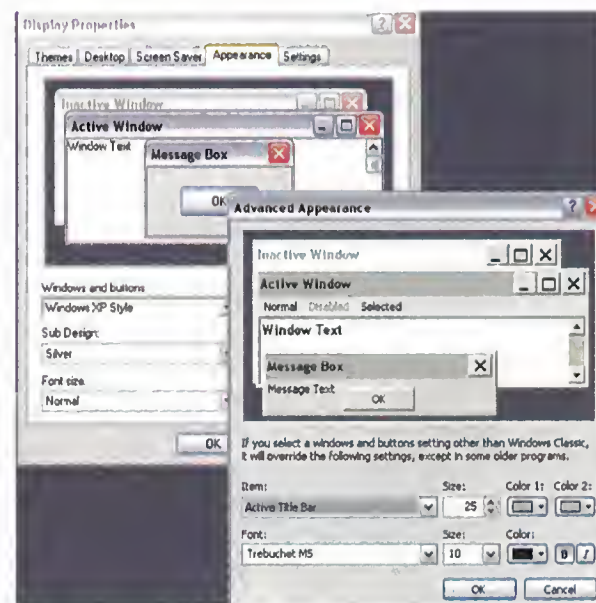 Display Properties
Themes Desktop Screen Saver Appearance Settings
Inactive Window
Active Window
Window Text
Message Box
OK
Windows and buttons
Windows XP Style
Sub Design:
Silver
Font size
Normal
OK
Advanced Appearance
Inactive Window
Active Window
Normal Disabled Selected
Window Text
Message Box
Message Text
OK
If you select a windows and buttons setting other than Windows Classic,
it will override the following settings, except in some older programs.
Item: Size: Color 1: Color 2:
Active Title Bar 25
Font: Size: Color:
Trebuchet MS 10 B I
OK Cancel